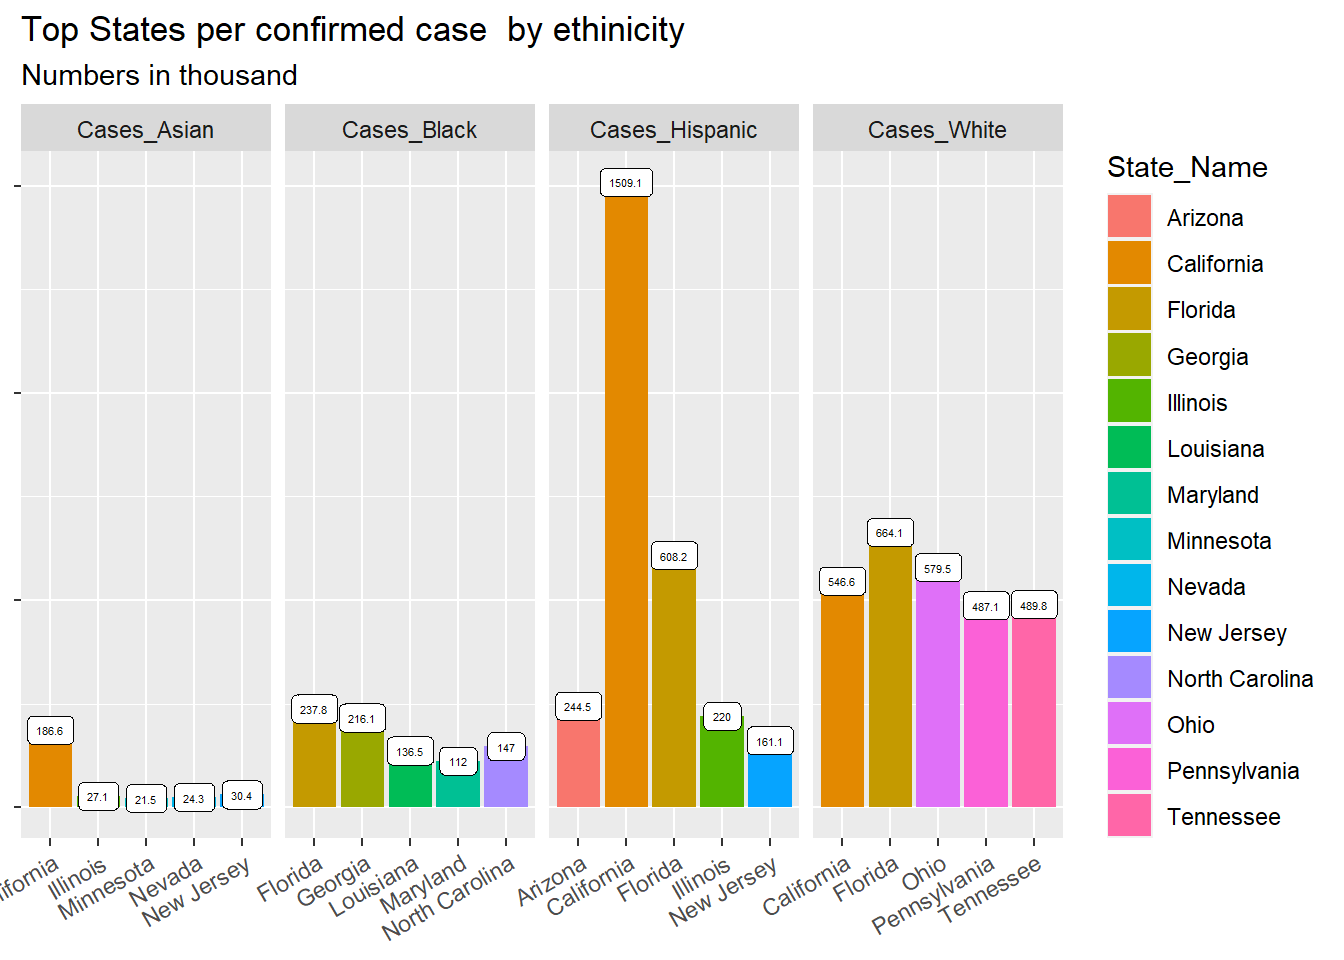 Top States per confirmed case  by ethinicity
Numbers in thousand
Cases_Asian
Cases_Black
Cases_Hispanic
Cases_White
186.6
27.1
21.5
24.3
30.4
237.8
216.1
136.5
112
147
244.5
1509.1
608.2
220
161.1
546.6
664.1
579.5
487.1
489.8
ifornia
Illinois
Minnesota
Nevada
New Jersey
Florida
Georgia
Louisiana
Maryland
North Carolina
Arizona
California
Florida
Illinois
New Jersey
California
Florida
Ohio
Pennsylvania
Tennessee
State_Name
Arizona
California
Florida
Georgia
Illinois
Louisiana
Maryland
Minnesota
Nevada
New Jersey
North Carolina
Ohio
Pennsylvania
Tennessee